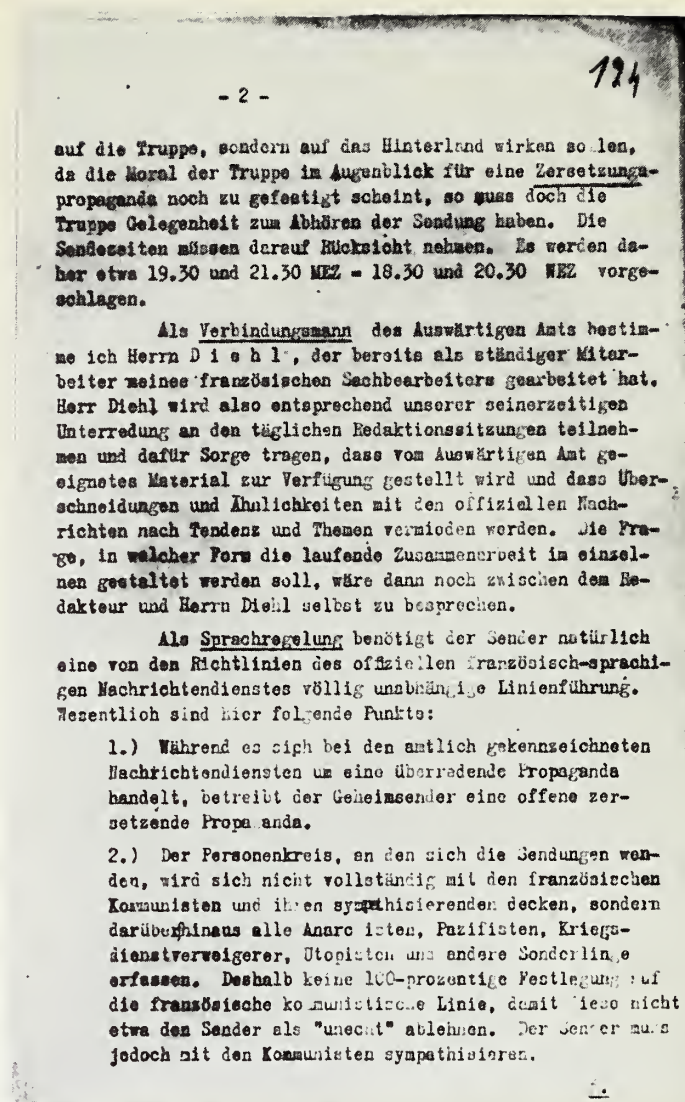 194
- 2 -
auf die Truppe, sondern auf das Hinterland wirken sollen,
da die Moral der Truppe im Augenblick für eine Zersetzungs-
propaganda noch zu gefestigt scheint, so muss doch die
Truppe Gelegenheit zum Abhören der Sendung haben. Die
Sendezeiten müssen darauf Rücksicht nehmen. Es werden da-
her etwa 19.30 und 21.30 MEZ = 18.30 und 20.30 WEZ vorge-
schlagen.
Als Verbindungsmann des Auswärtigen Amts bestim-
me ich Herrn D i e h l , der bereits als ständiger Mitar-
beiter meines französischen Sachbearbeiters gearbeitet hat.
Herr Diehl wird also entsprechend unserer seinerzeitigen
Unterredung an den täglichen Redaktionssitzungen teilneh-
men und dafür Sorge tragen, dass vom Auswärtigen Amt ge-
eignetes Material zur Verfügung gestellt wird und dass Über-
schneidungen und Ähnlichkeiten mit den offiziellen Nach-
richten nach Tendenz und Themen vermieden werden. Die Fra-
ge, in welcher Form die laufende Zusammenarbeit im einzel-
nen gestaltet werden soll, wäre dann noch zwischen dem Re-
dakteur und Herrn Diehl selbst zu besprechen.
Als Sprachregelung benötigt der Sender natürlich
eine von den Richtlinien des offiziellen französisch-sprachi-
gen Nachrichtendienstes völlig unabhängige Linienführung.
Wesentlich sind hier folgende Punkte:
1.) Während es sich bei den amtlich gekennzeichneten
Nachrichtendiensten um eine überredende Propaganda
handelt, betreibt der Geheimsender eine offene zer-
setzende Propaganda.
2.) Der Personenkreis, an den sich die Sendungen wen-
den, wird sich nicht vollständig mit den französischen
Kommunisten und ihren sympathisierenden decken, sondern
darüberhinaus alle Anarchisten, Pazifisten, Kriegs-
dienstverweigerer, Utopisten und andere Sonderlinge
erfassen. Deshalb keine 100-prozentige Festlegung auf
die französische kommunistische Linie, damit diese nicht
etwa den Sender als "unecht" ablehnen. Der Sender muss
jedoch mit den Kommunisten sympathisieren.